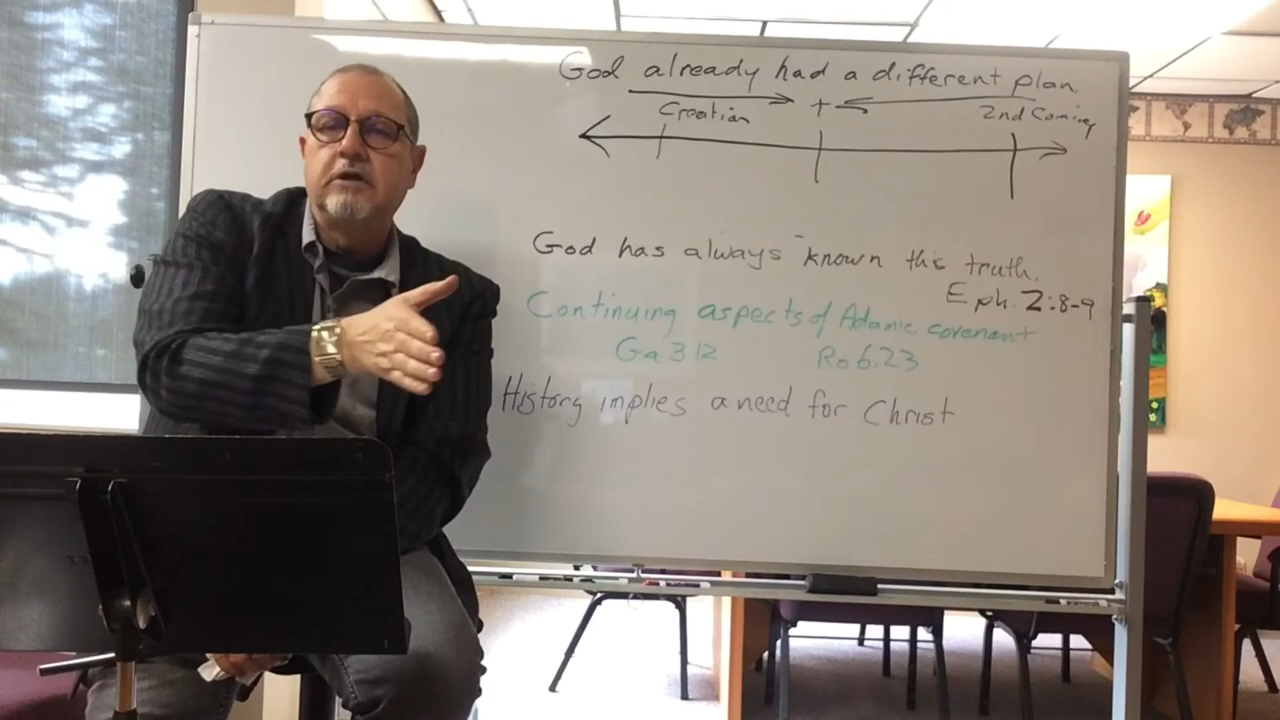 God already had a different plan.
Creation + 2nd Coming
God has always known this truth.
Eph. 2:8-9
Continuing aspects of Adamic covenant
Ga 3 12 Ro 6.23
History implies a need for Christ